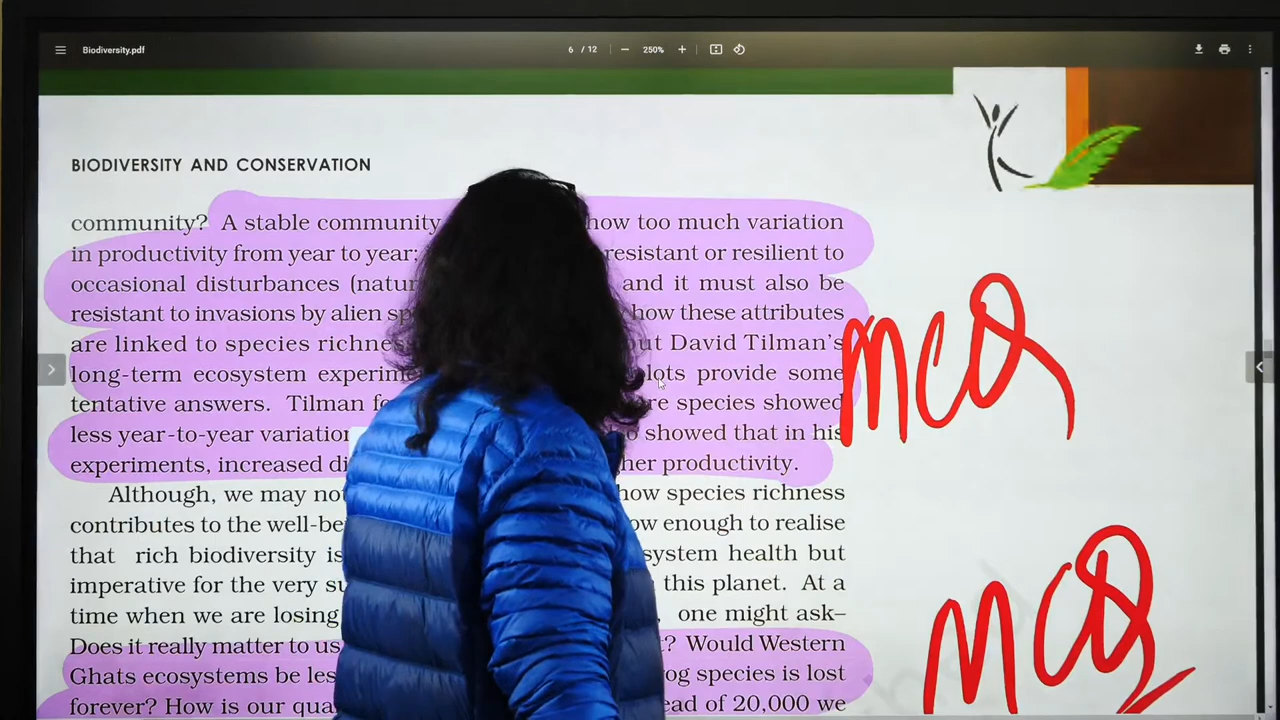 Biodiversity.pdf
6 / 12
250%
BIODIVERSITY AND CONSERVATION
community? A stable community how too much variation
in productivity from year to year; resistant or resilient to
occasional disturbances (natur and it must also be
resistant to invasions by alien sp how these attributes
are linked to species richness ut David Tilman's
long-term ecosystem experime plots provide some
tentative answers. Tilman fo re species showed
less year-to-year variation o showed that in his
experiments, increased di her productivity.
Although, we may not how species richness
contributes to the well-be ow enough to realise
that rich biodiversity is system health but
imperative for the very su this planet. At a
time when we are losing one might ask–
Does it really matter to us ? Would Western
Ghats ecosystems be les og species is lost
forever? How is our qua ead of 20,000 we
MCQ
MCQ